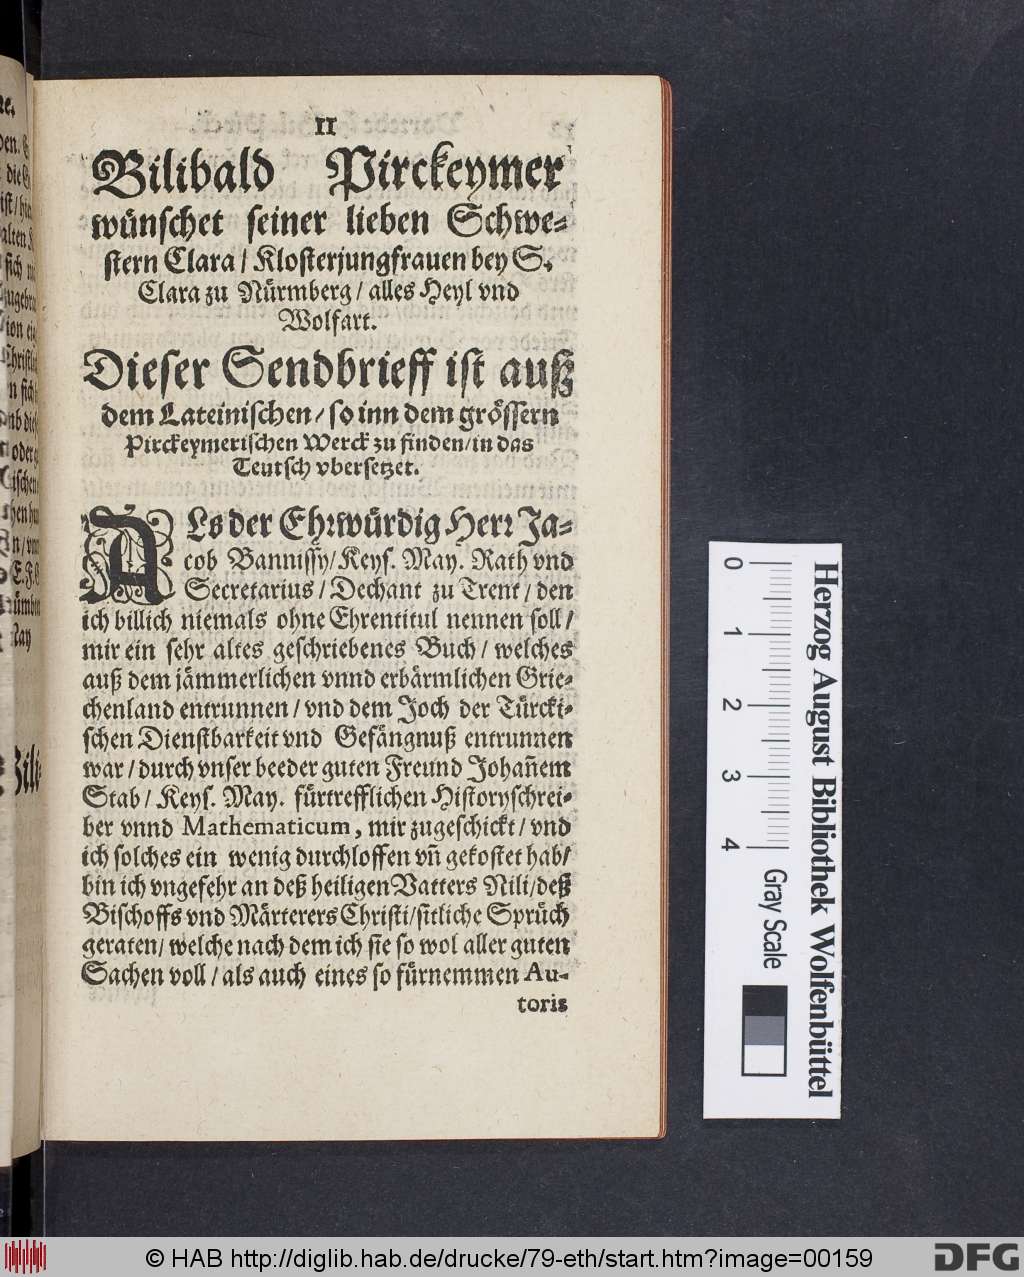 11
Bilibald Pirckeymer
wünschet seiner lieben Schwe=
stern Clara / Klosterjungfrauen bey S.
Clara zu Nürmberg / alles Heyl vnd
Wolfart.
Dieser Sendbrieff ist auß
dem Lateinischen / so inn dem grössern
Pirckeymerischen Werck zu finden / in das
Teutsch vbersetzet.
ALs der Ehrwürdig Herr Ja=
cob Bannissy / Keys. May. Rath vnd
Secretarius / Dechant zu Trent / den
ich billich niemals ohne Ehrentitul nennen soll /
mir ein sehr altes geschriebenes Buch / welches
auß dem jämmerlichen vnnd erbärmlichen Grie=
chenland entrunnen / vnd dem Joch der Türcki=
schen Dienstbarkeit vnd Gefängnuß entrunnen
war / durch vnser beeder guten Freund Johañem
Stab / Keys. May. fürtrefflichen Historyschrei=
ber vnnd Mathematicum, mir zugeschickt / vnd
ich solches ein wenig durchloffen vñ gekostet hab /
bin ich vngefehr an deß heiligen Vatters Nili / deß
Bischoffs vnd Märterers Christi / sitliche Sprüch
geraten / welche nach dem ich sie so wol aller guten
Sachen voll / als auch eines so fürnemmen Au=
toris
0 1 2 3 4
Herzog August Bibliothek Wolfenbüttel
Gray Scale
© HAB http://diglib.hab.de/drucke/79-eth/start.htm?image=00159
DFG